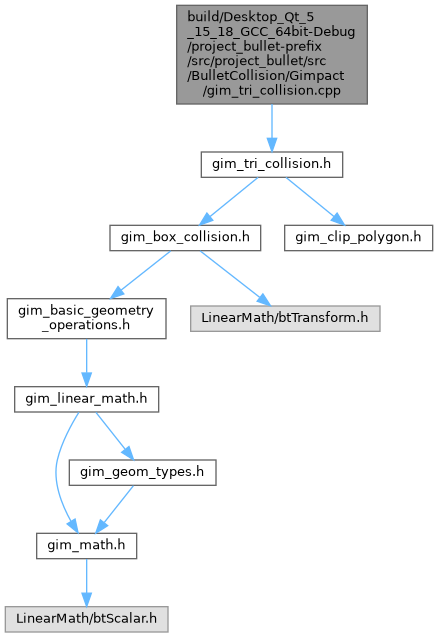 build/Desktop_Qt_5
_15_18_GCC_64bit-Debug
/project_bullet-prefix
/src/project_bullet/src
/BulletCollision/Gimpact
/gim_tri_collision.cpp
gim_tri_collision.h
gim_box_collision.h
gim_clip_polygon.h
gim_basic_geometry
_operations.h
LinearMath/btTransform.h
gim_linear_math.h
gim_geom_types.h
gim_math.h
LinearMath/btScalar.h